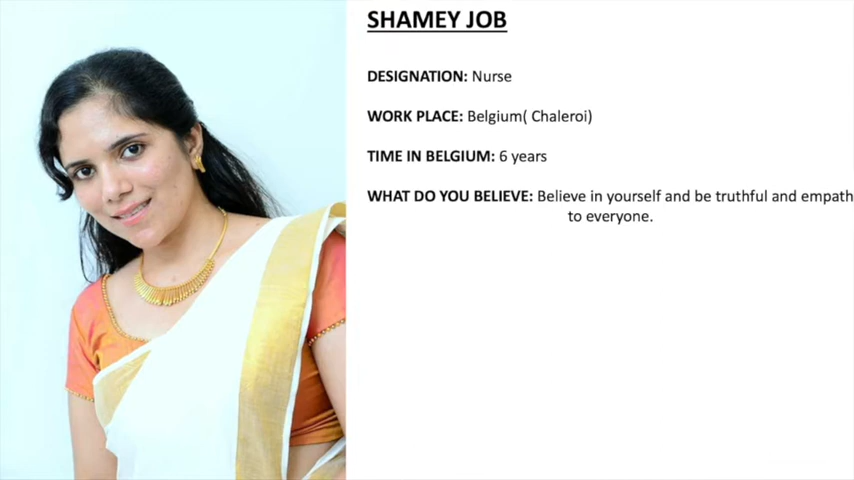 SHAMEY JOB
DESIGNATION: Nurse
WORK PLACE: Belgium( Chaleroi)
TIME IN BELGIUM: 6 years
WHAT DO YOU BELIEVE: Believe in yourself and be truthful and empath
to everyone.